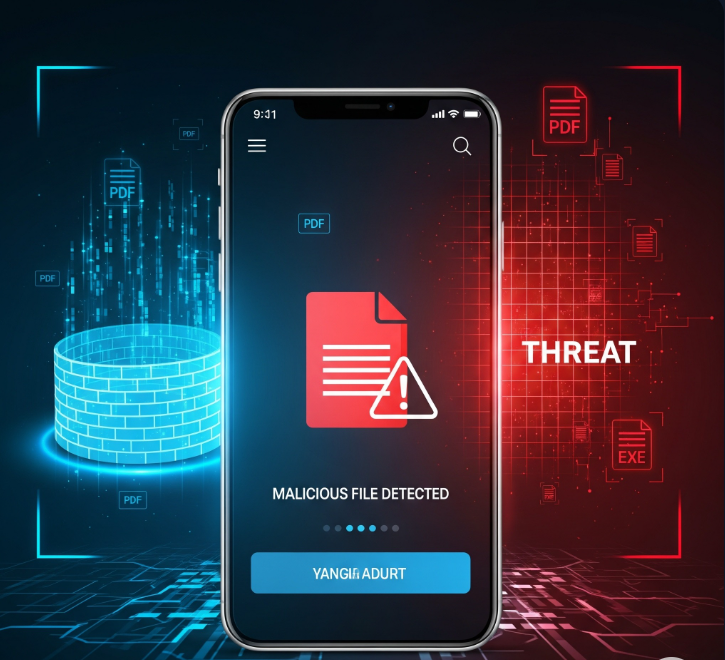 9:31
PDF
PDF
PDF
PDF
PDF
THREAT
EXE
MALICIOUS FILE DETECTED
PDF